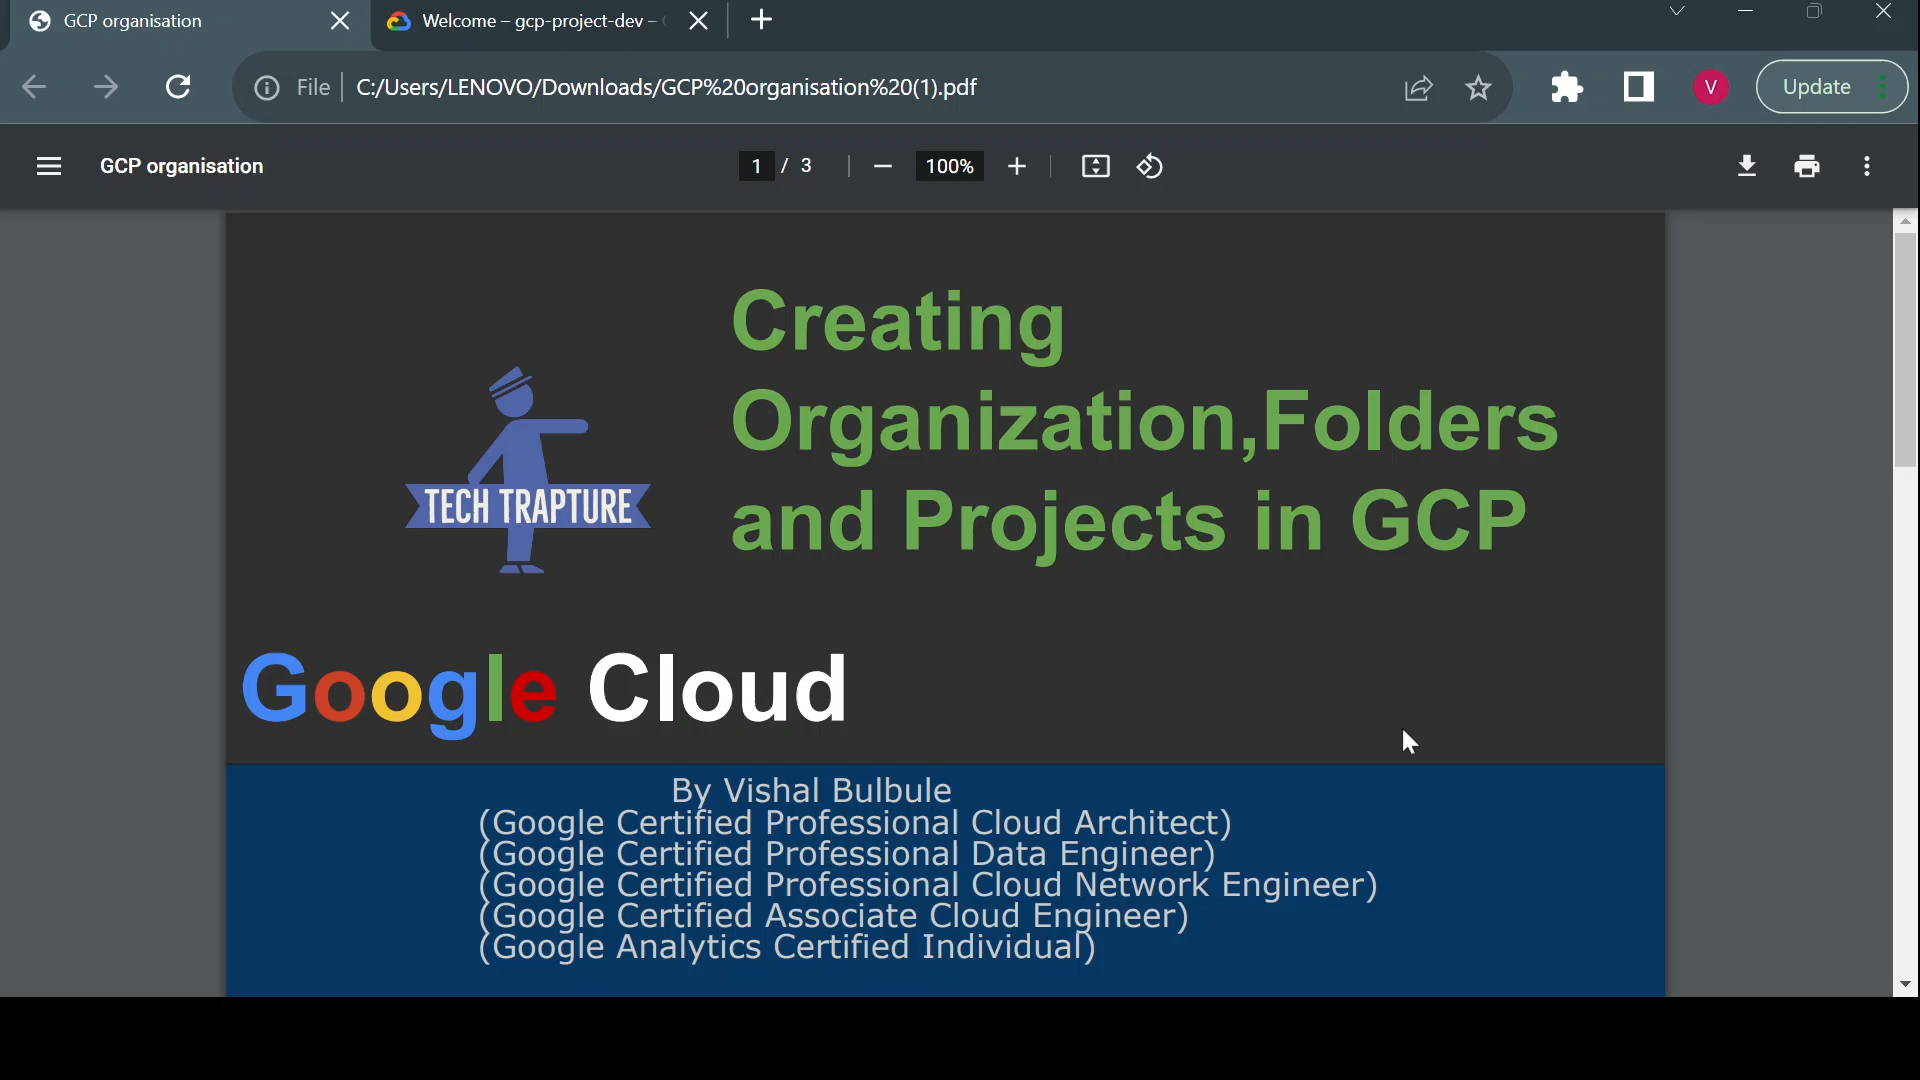 GCP organisation
Welcome – gcp-project-dev –
File
C:/Users/LENOVO/Downloads/GCP%20organisation%20(1).pdf
V
Update
GCP organisation
1 / 3
100%
Creating
Organization,Folders
and Projects in GCP
TECH TRAPTURE
Google Cloud
By Vishal Bulbule
(Google Certified Professional Cloud Architect)
(Google Certified Professional Data Engineer)
(Google Certified Professional Cloud Network Engineer)
(Google Certified Associate Cloud Engineer)
(Google Analytics Certified Individual)